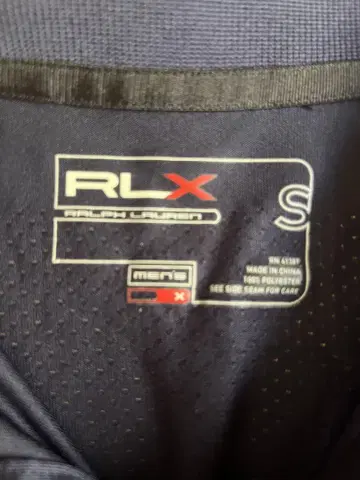 RLX
RALPH LAUREN
S
MEN'S
X
RN 41381
MADE IN CHINA
100% POLYESTER
SEE SIDE SEAM FOR CARE